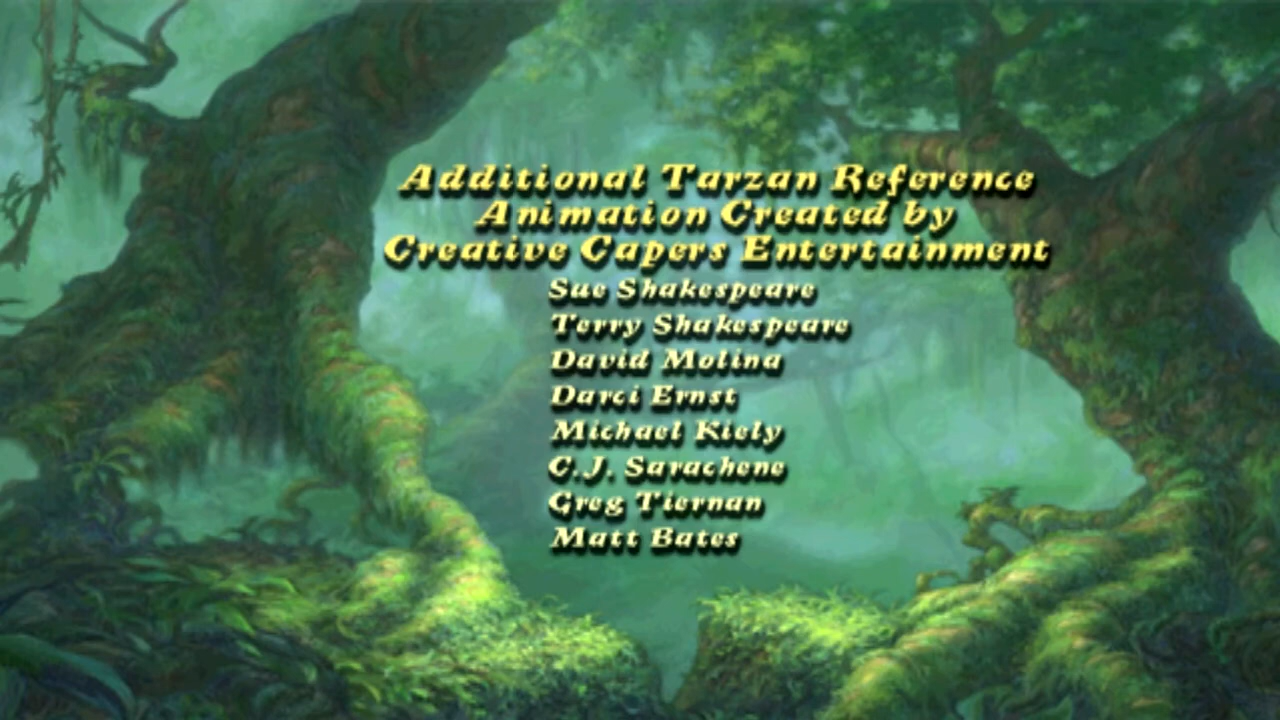 Additional Tarzan Reference
Animation Created by
Creative Capers Entertainment
Sue Shakespeare
Terry Shakespeare
David Molina
Darci Ernst
Michael Kiely
C.J. Sarachene
Greg Tiernan
Matt Bates